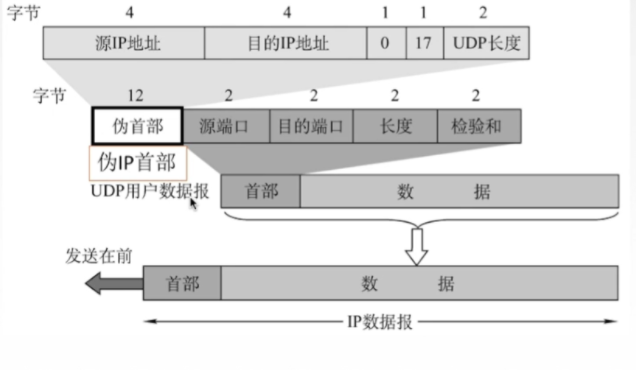 字节 4 4 1 1 2
源IP地址 目的IP地址 0 17 UDP长度
字节 12 2 2 2 2
伪首部 源端口 目的端口 长度 检验和
伪IP首部
UDP用户数据报 首部 数 据
发送在前
首部 数 据
IP数据报